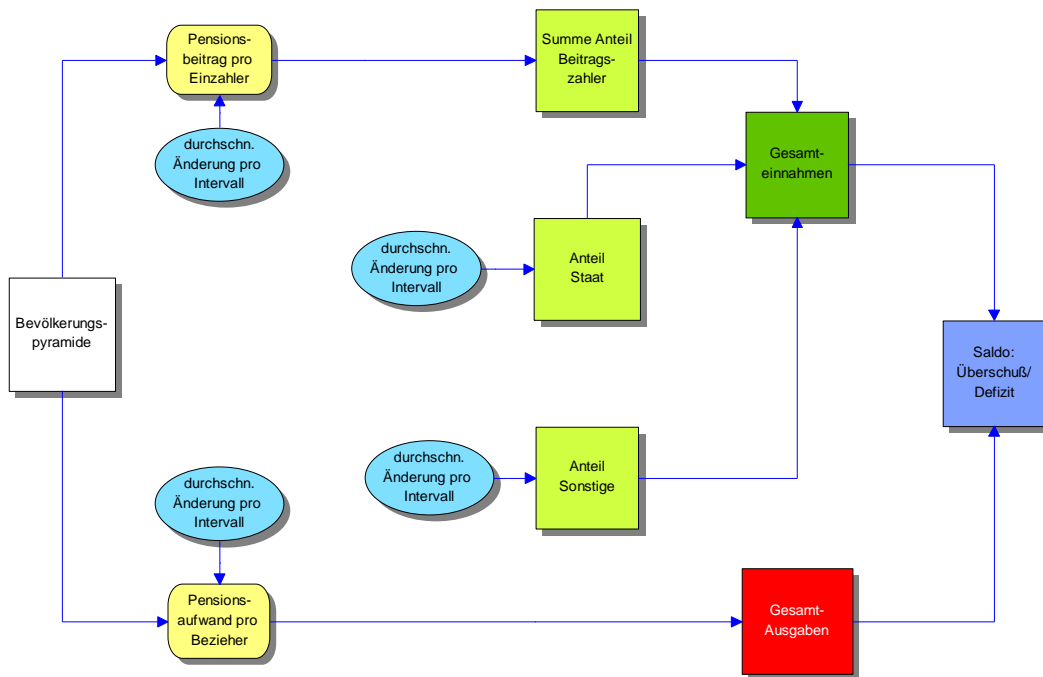 Pensions-
beitrag pro
Einzahler
Summe Anteil
Beitrags-
zahler
durchschn.
Änderung pro
Intervall
Gesamt-
einnahmen
durchschn.
Änderung pro
Intervall
Anteil
Staat
Bevölkerungs-
pyramide
Saldo:
Überschuß/
Defizit
durchschn.
Änderung pro
Intervall
Anteil
Sonstige
durchschn.
Änderung pro
Intervall
Pensions-
aufwand pro
Bezieher
Gesamt-
Ausgaben